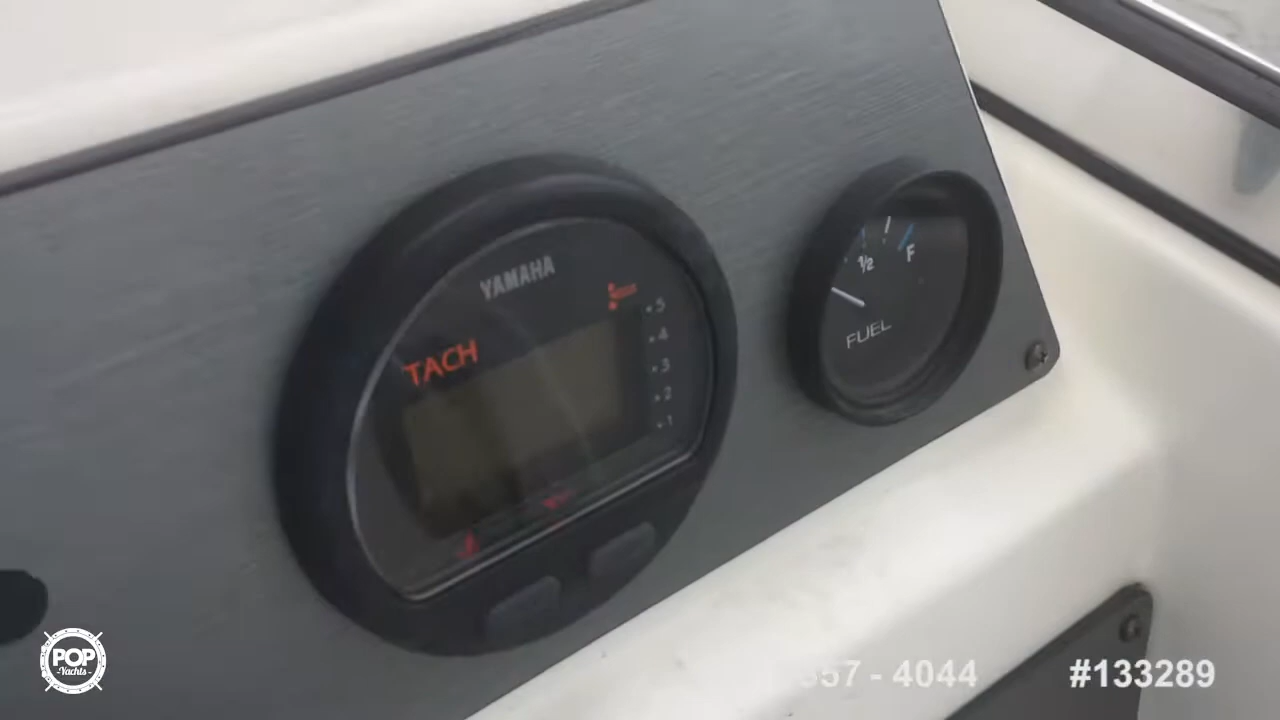 YAMAHA
TACH
5
4
3
2
1
1/2
F
FUEL
POP
-Yachts-
557 - 4044
#133289